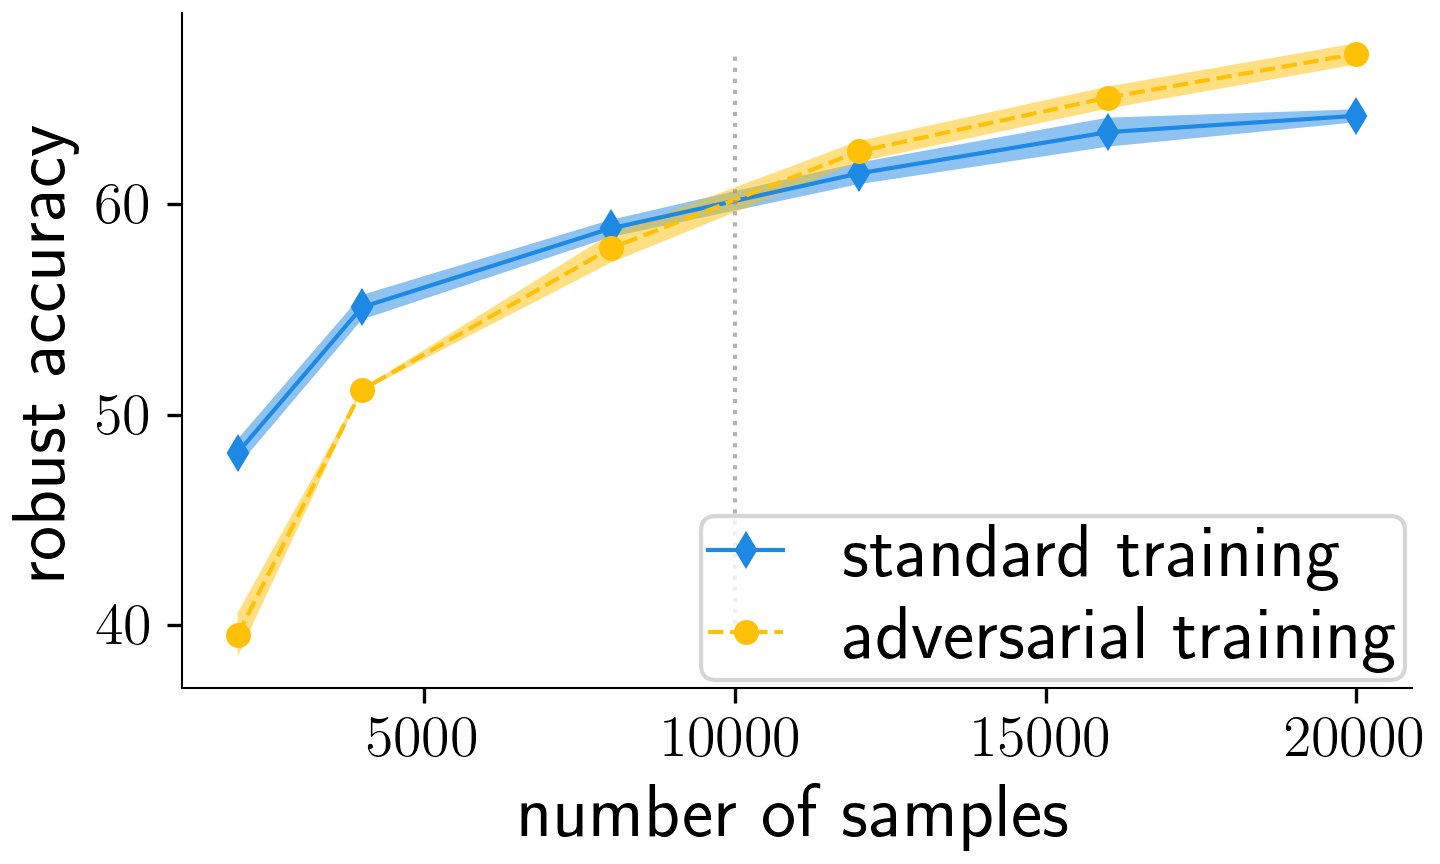 robust accuracy
60
50
40
standard training
adversarial training
5000 10000 15000 20000
number of samples